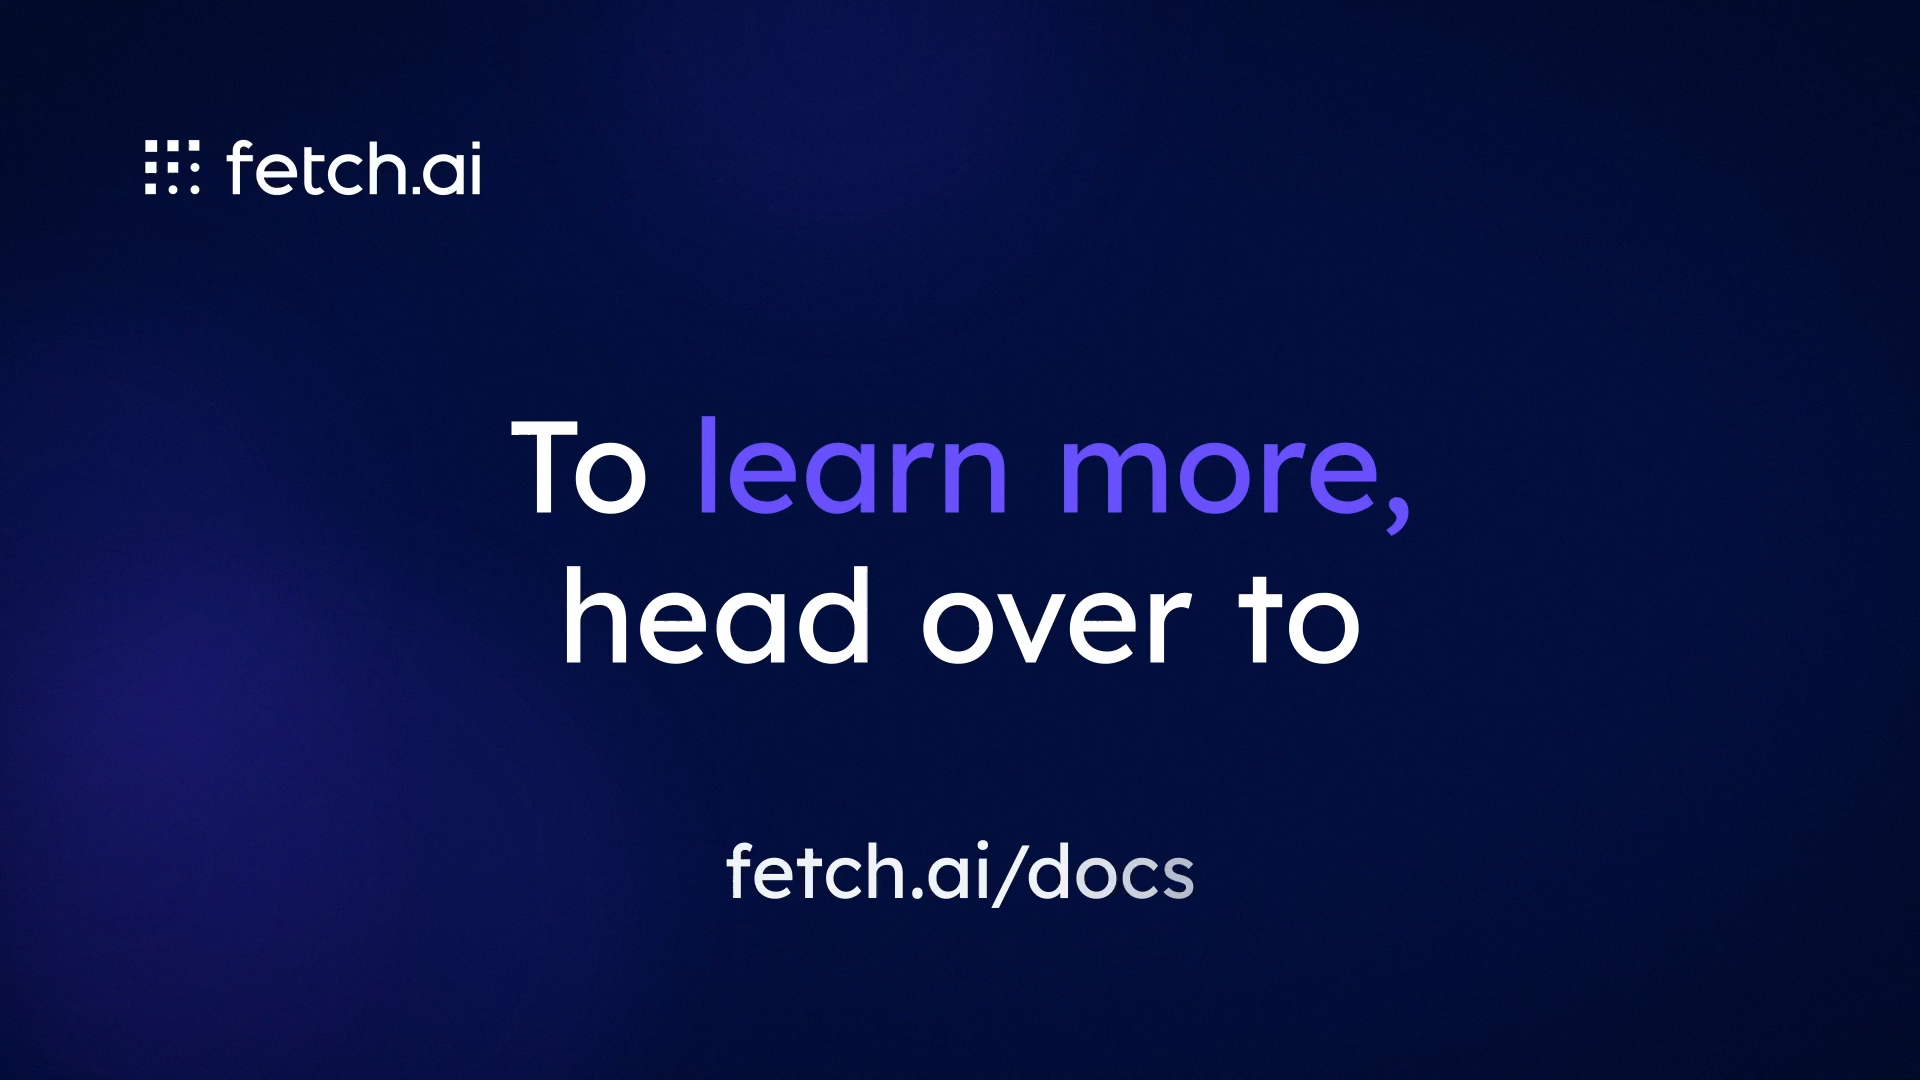 fetch.ai
To learn more,
head over to
fetch.ai/docs